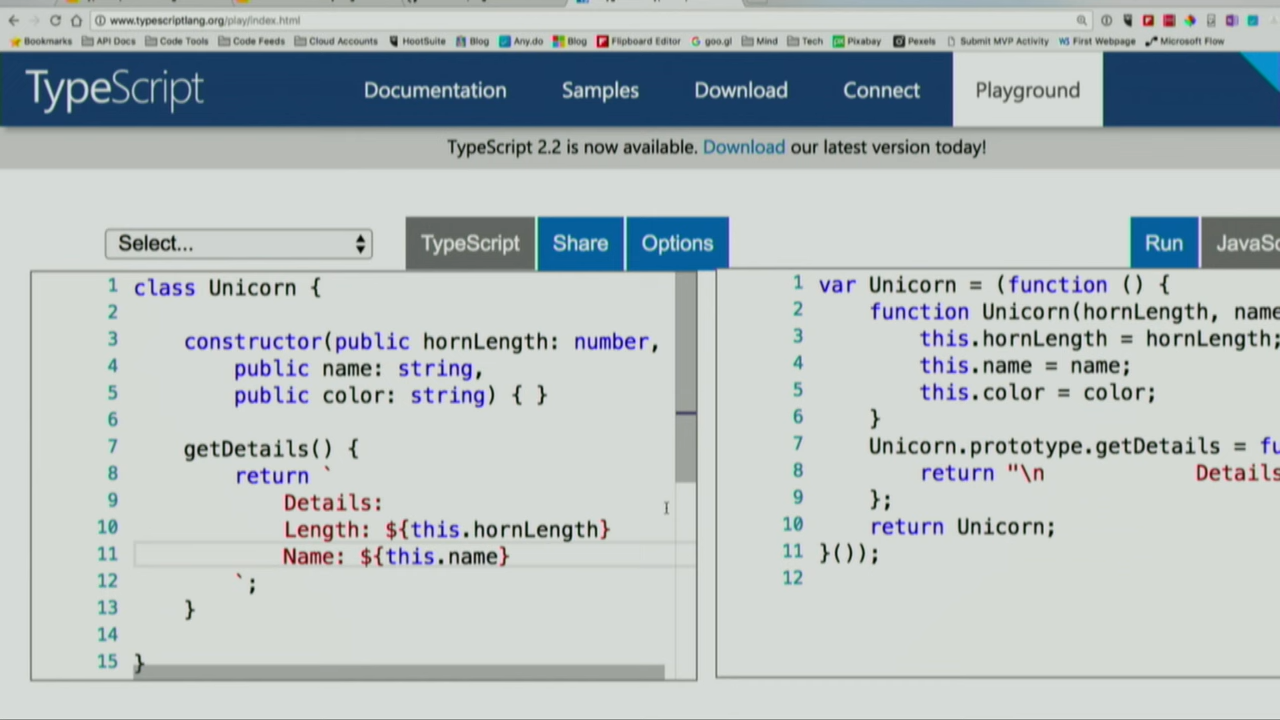 www.typescriptlang.org/play/index.html
Bookmarks API Docs Code Tools Code Feeds Cloud Accounts HootSuite Blog Any.do Blog Flipboard Editor goo.gl Mind Tech Pixabay Pexels Submit MVP Activity First Webpage Microsoft Flow
TypeScript Documentation Samples Download Connect Playground
TypeScript 2.2 is now available. Download our latest version today!
Select... TypeScript Share Options Run JavaSc
1 class Unicorn {
2
3 constructor(public hornLength: number,
4 public name: string,
5 public color: string) { }
6
7 getDetails() {
8 return `
9 Details:
10 Length: ${this.hornLength}
11 Name: ${this.name}
12 `;
13 }
14
15 }
1 var Unicorn = (function () {
2 function Unicorn(hornLength, name
3 this.hornLength = hornLength;
4 this.name = name;
5 this.color = color;
6 }
7 Unicorn.prototype.getDetails = fu
8 return "\n Details
9 };
10 return Unicorn;
11 }());
12